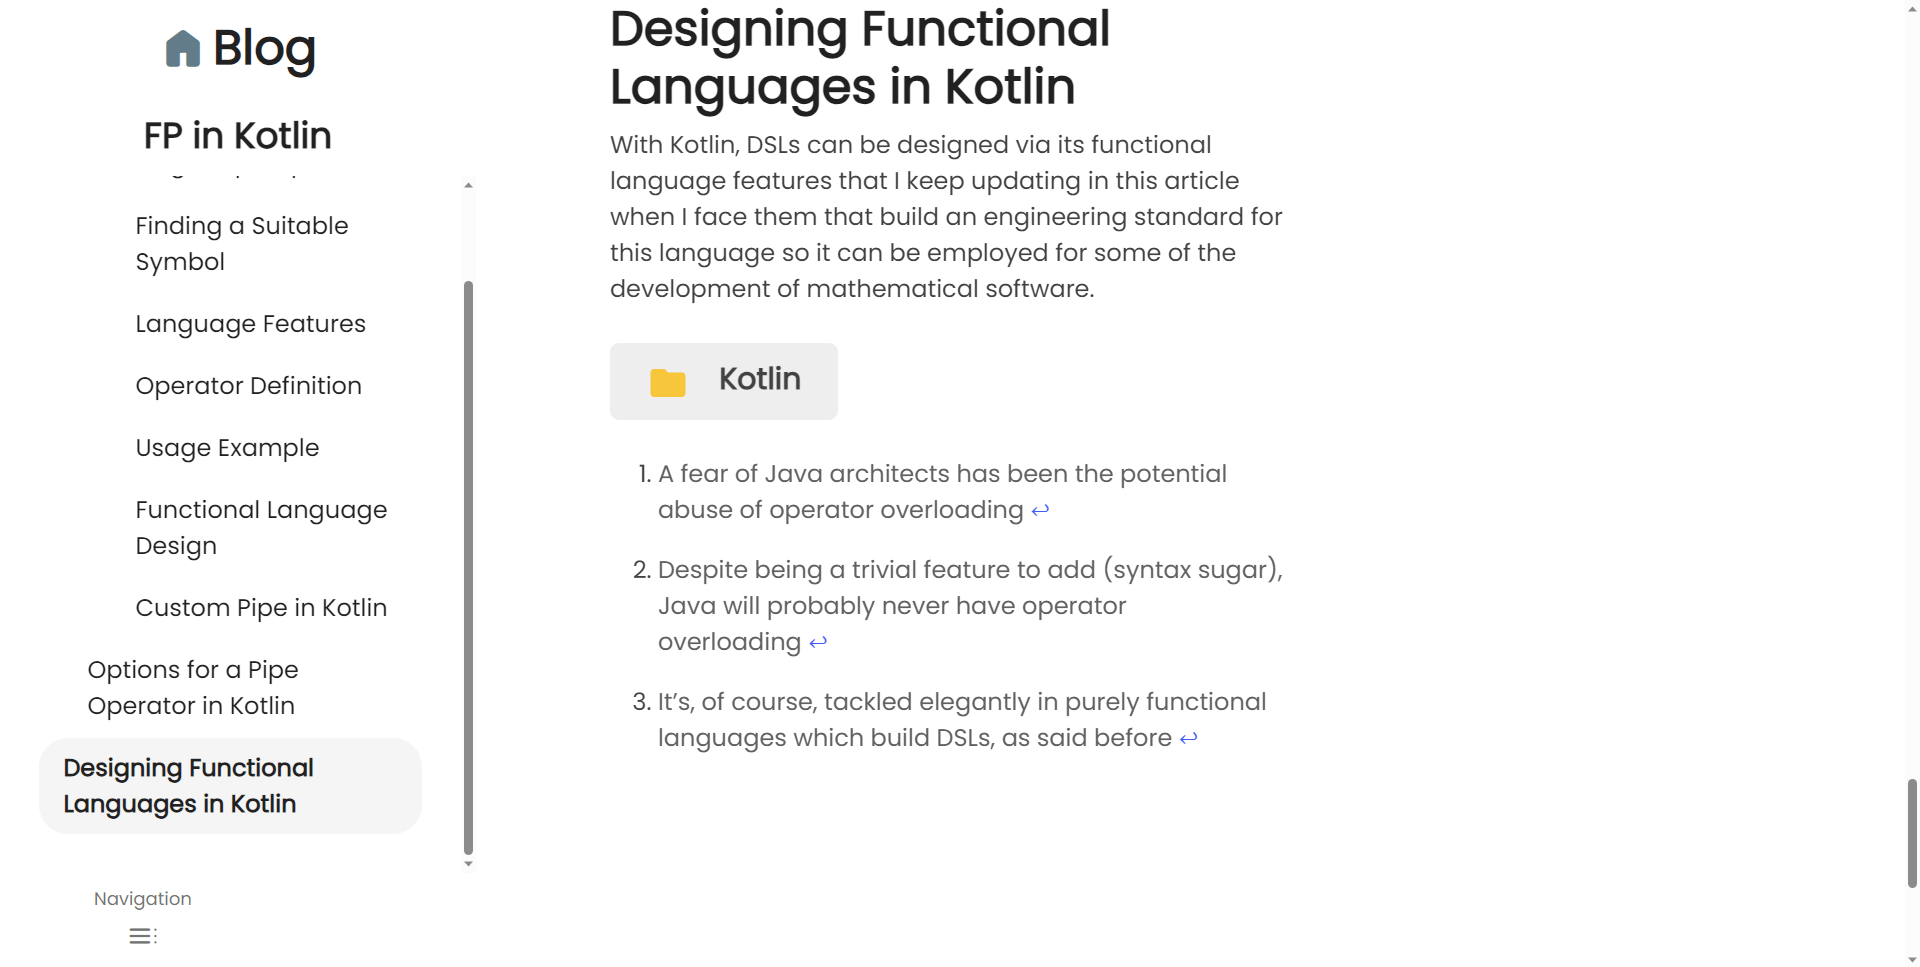 Blog
FP in Kotlin
Finding a Suitable
Symbol
Language Features
Operator Definition
Usage Example
Functional Language
Design
Custom Pipe in Kotlin
Options for a Pipe
Operator in Kotlin
Designing Functional
Languages in Kotlin
Navigation
Designing Functional
Languages in Kotlin
With Kotlin, DSLs can be designed via its functional
language features that I keep updating in this article
when I face them that build an engineering standard for
this language so it can be employed for some of the
development of mathematical software.
Kotlin
1. A fear of Java architects has been the potential
abuse of operator overloading ↩
2. Despite being a trivial feature to add (syntax sugar),
Java will probably never have operator
overloading ↩
3. It’s, of course, tackled elegantly in purely functional
languages which build DSLs, as said before ↩